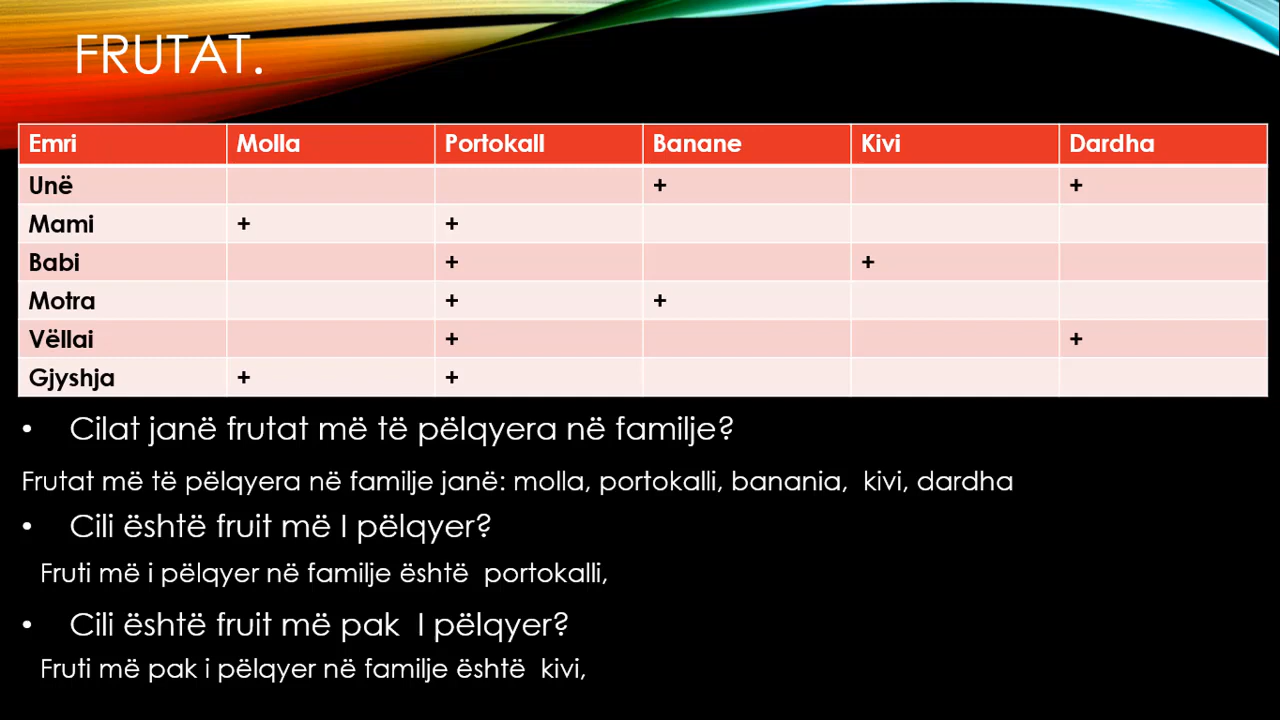 FRUTAT.
Emri Molla Portokall Banane Kivi Dardha
Unë + +
Mami + +
Babi + +
Motra + +
Vëllai + +
Gjyshja + +
• Cilat janë frutat më të pëlqyera në familje?
Frutat më të pëlqyera në familje janë: molla, portokalli, banania, kivi, dardha
• Cili është fruit më I pëlqyer?
Fruti më i pëlqyer në familje është portokalli,
• Cili është fruit më pak I pëlqyer?
Fruti më pak i pëlqyer në familje është kivi,